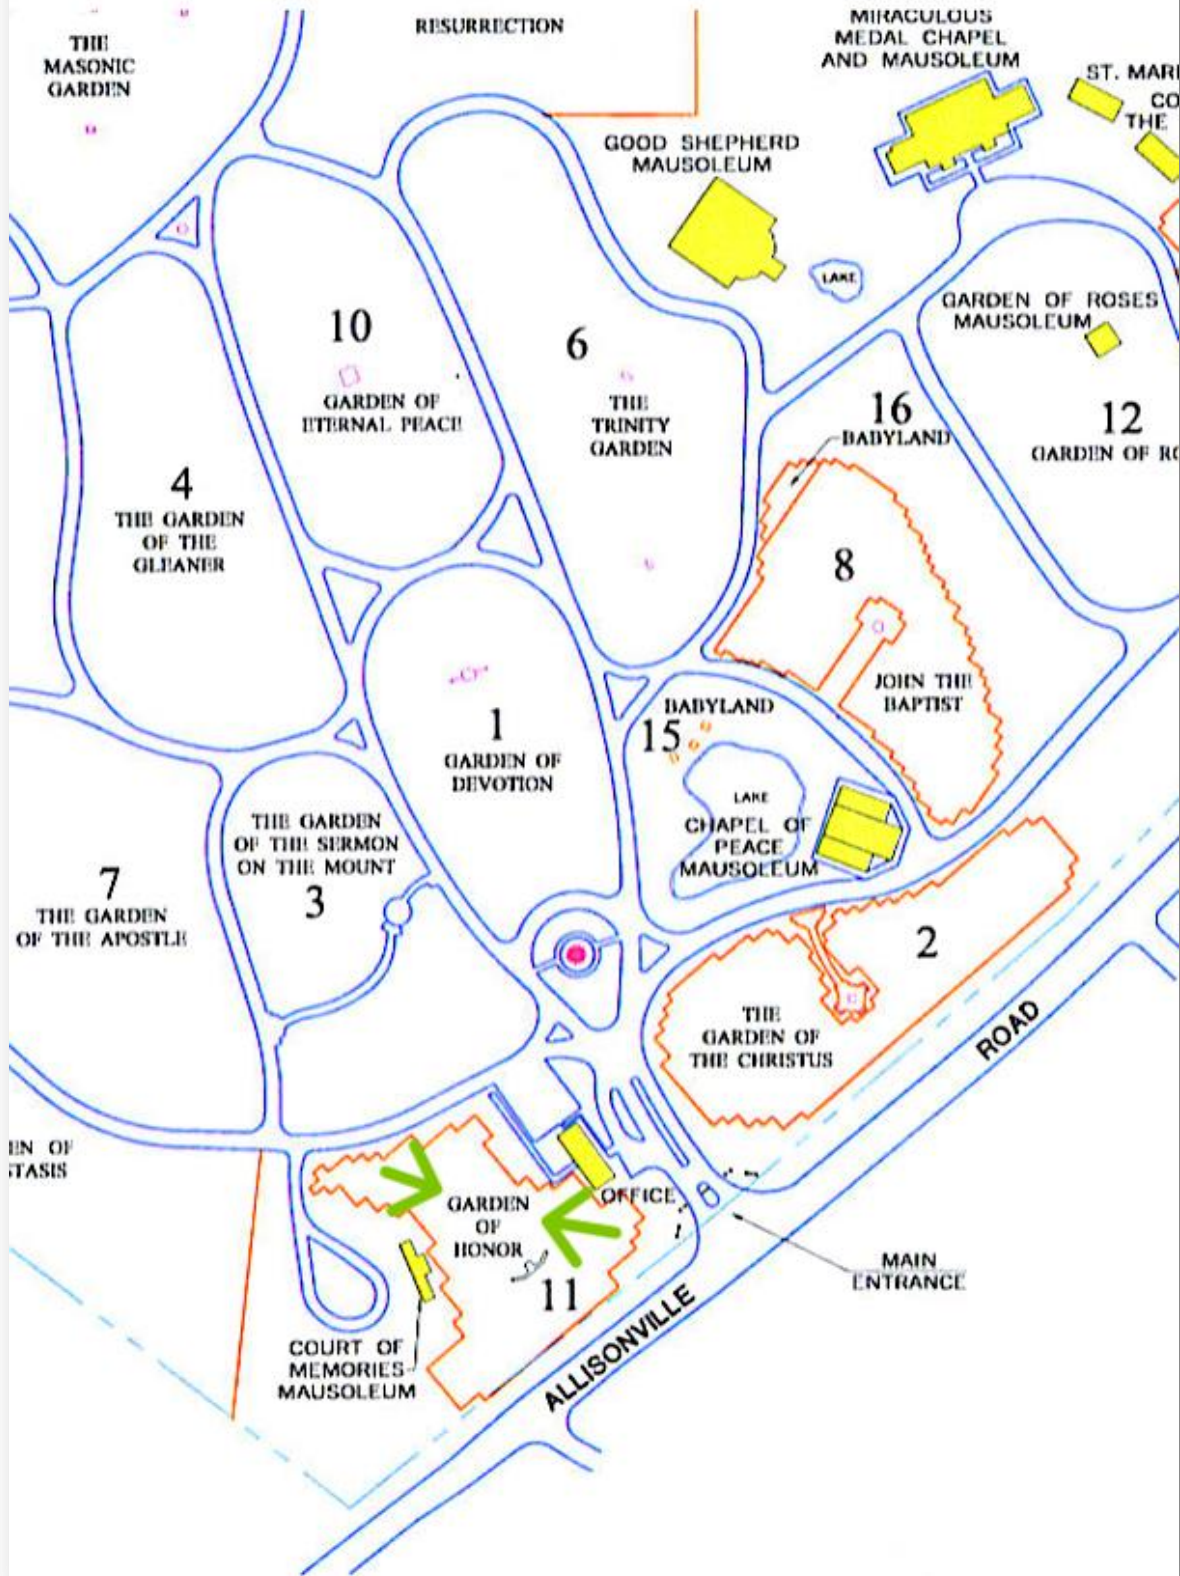 THE
MASONIC
GARDEN
RESURRECTION
MIRACULOUS
MEDAL CHAPEL
AND MAUSOLEUM
ST. MARI
CO
THE
GOOD SHEPHERD
MAUSOLEUM
LAKE
GARDEN OF ROSES
MAUSOLEUM
10
GARDEN OF
ETERNAL PEACE
6
THE
TRINITY
GARDEN
16
BABYLAND
12
GARDEN OF RO
4
THE GARDEN
OF THE
GLEANER
8
JOHN THE
BAPTIST
1
GARDEN OF
DEVOTION
BABYLAND
15
LAKE
CHAPEL OF
PEACE
MAUSOLEUM
THE GARDEN
OF THE SERMON
ON THE MOUNT
3
7
THE GARDEN
OF THE APOSTLE
2
THE
GARDEN OF
THE CHRISTUS
ROAD
EN OF
STASIS
GARDEN
OF
HONOR
11
OFFICE
MAIN
ENTRANCE
COURT OF
MEMORIES
MAUSOLEUM
ALLISONVILLE